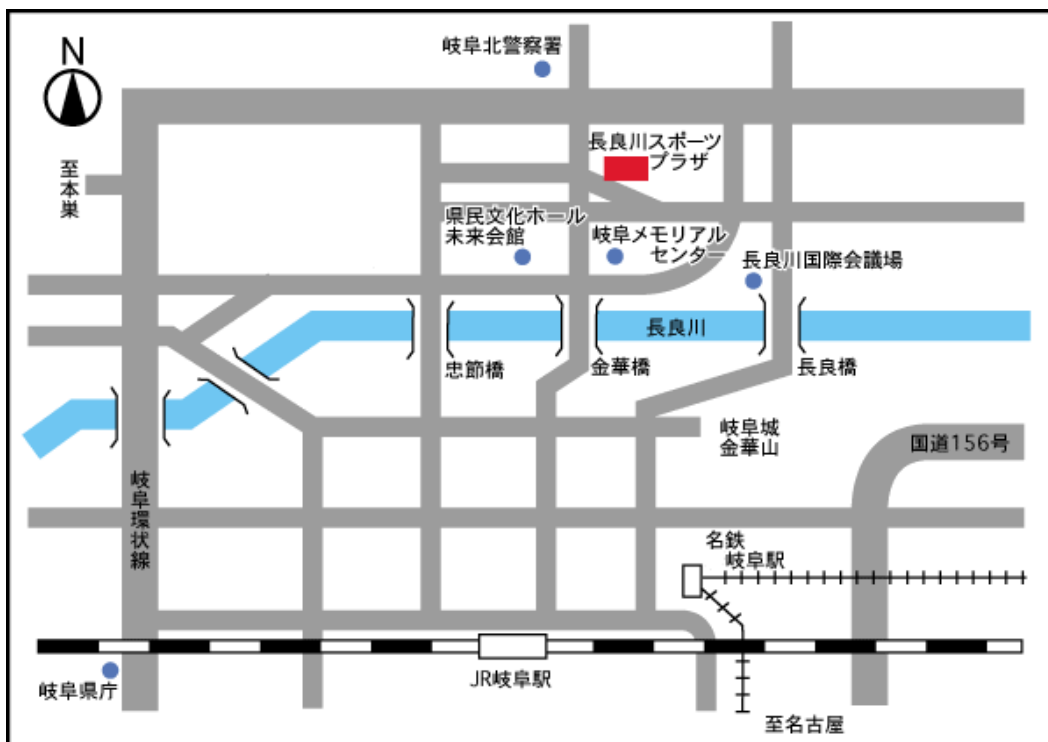 N
岐阜北警察署
長良川スポーツ
プラザ
至本巣
県民文化ホール
未来会館
岐阜メモリアル
センター
長良川国際会議場
長良川
忠節橋
金華橋
長良橋
岐阜城
金華山
国道156号
岐阜環状線
名鉄
岐阜駅
JR岐阜駅
岐阜県庁
至名古屋